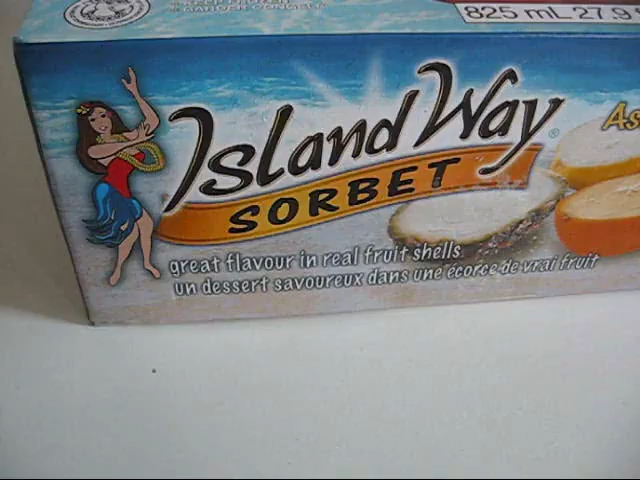 825 mL 27.9
As
Island Way®
SORBET
great flavour in real fruit shells
un dessert savoureux dans une écorce de vrai fruit